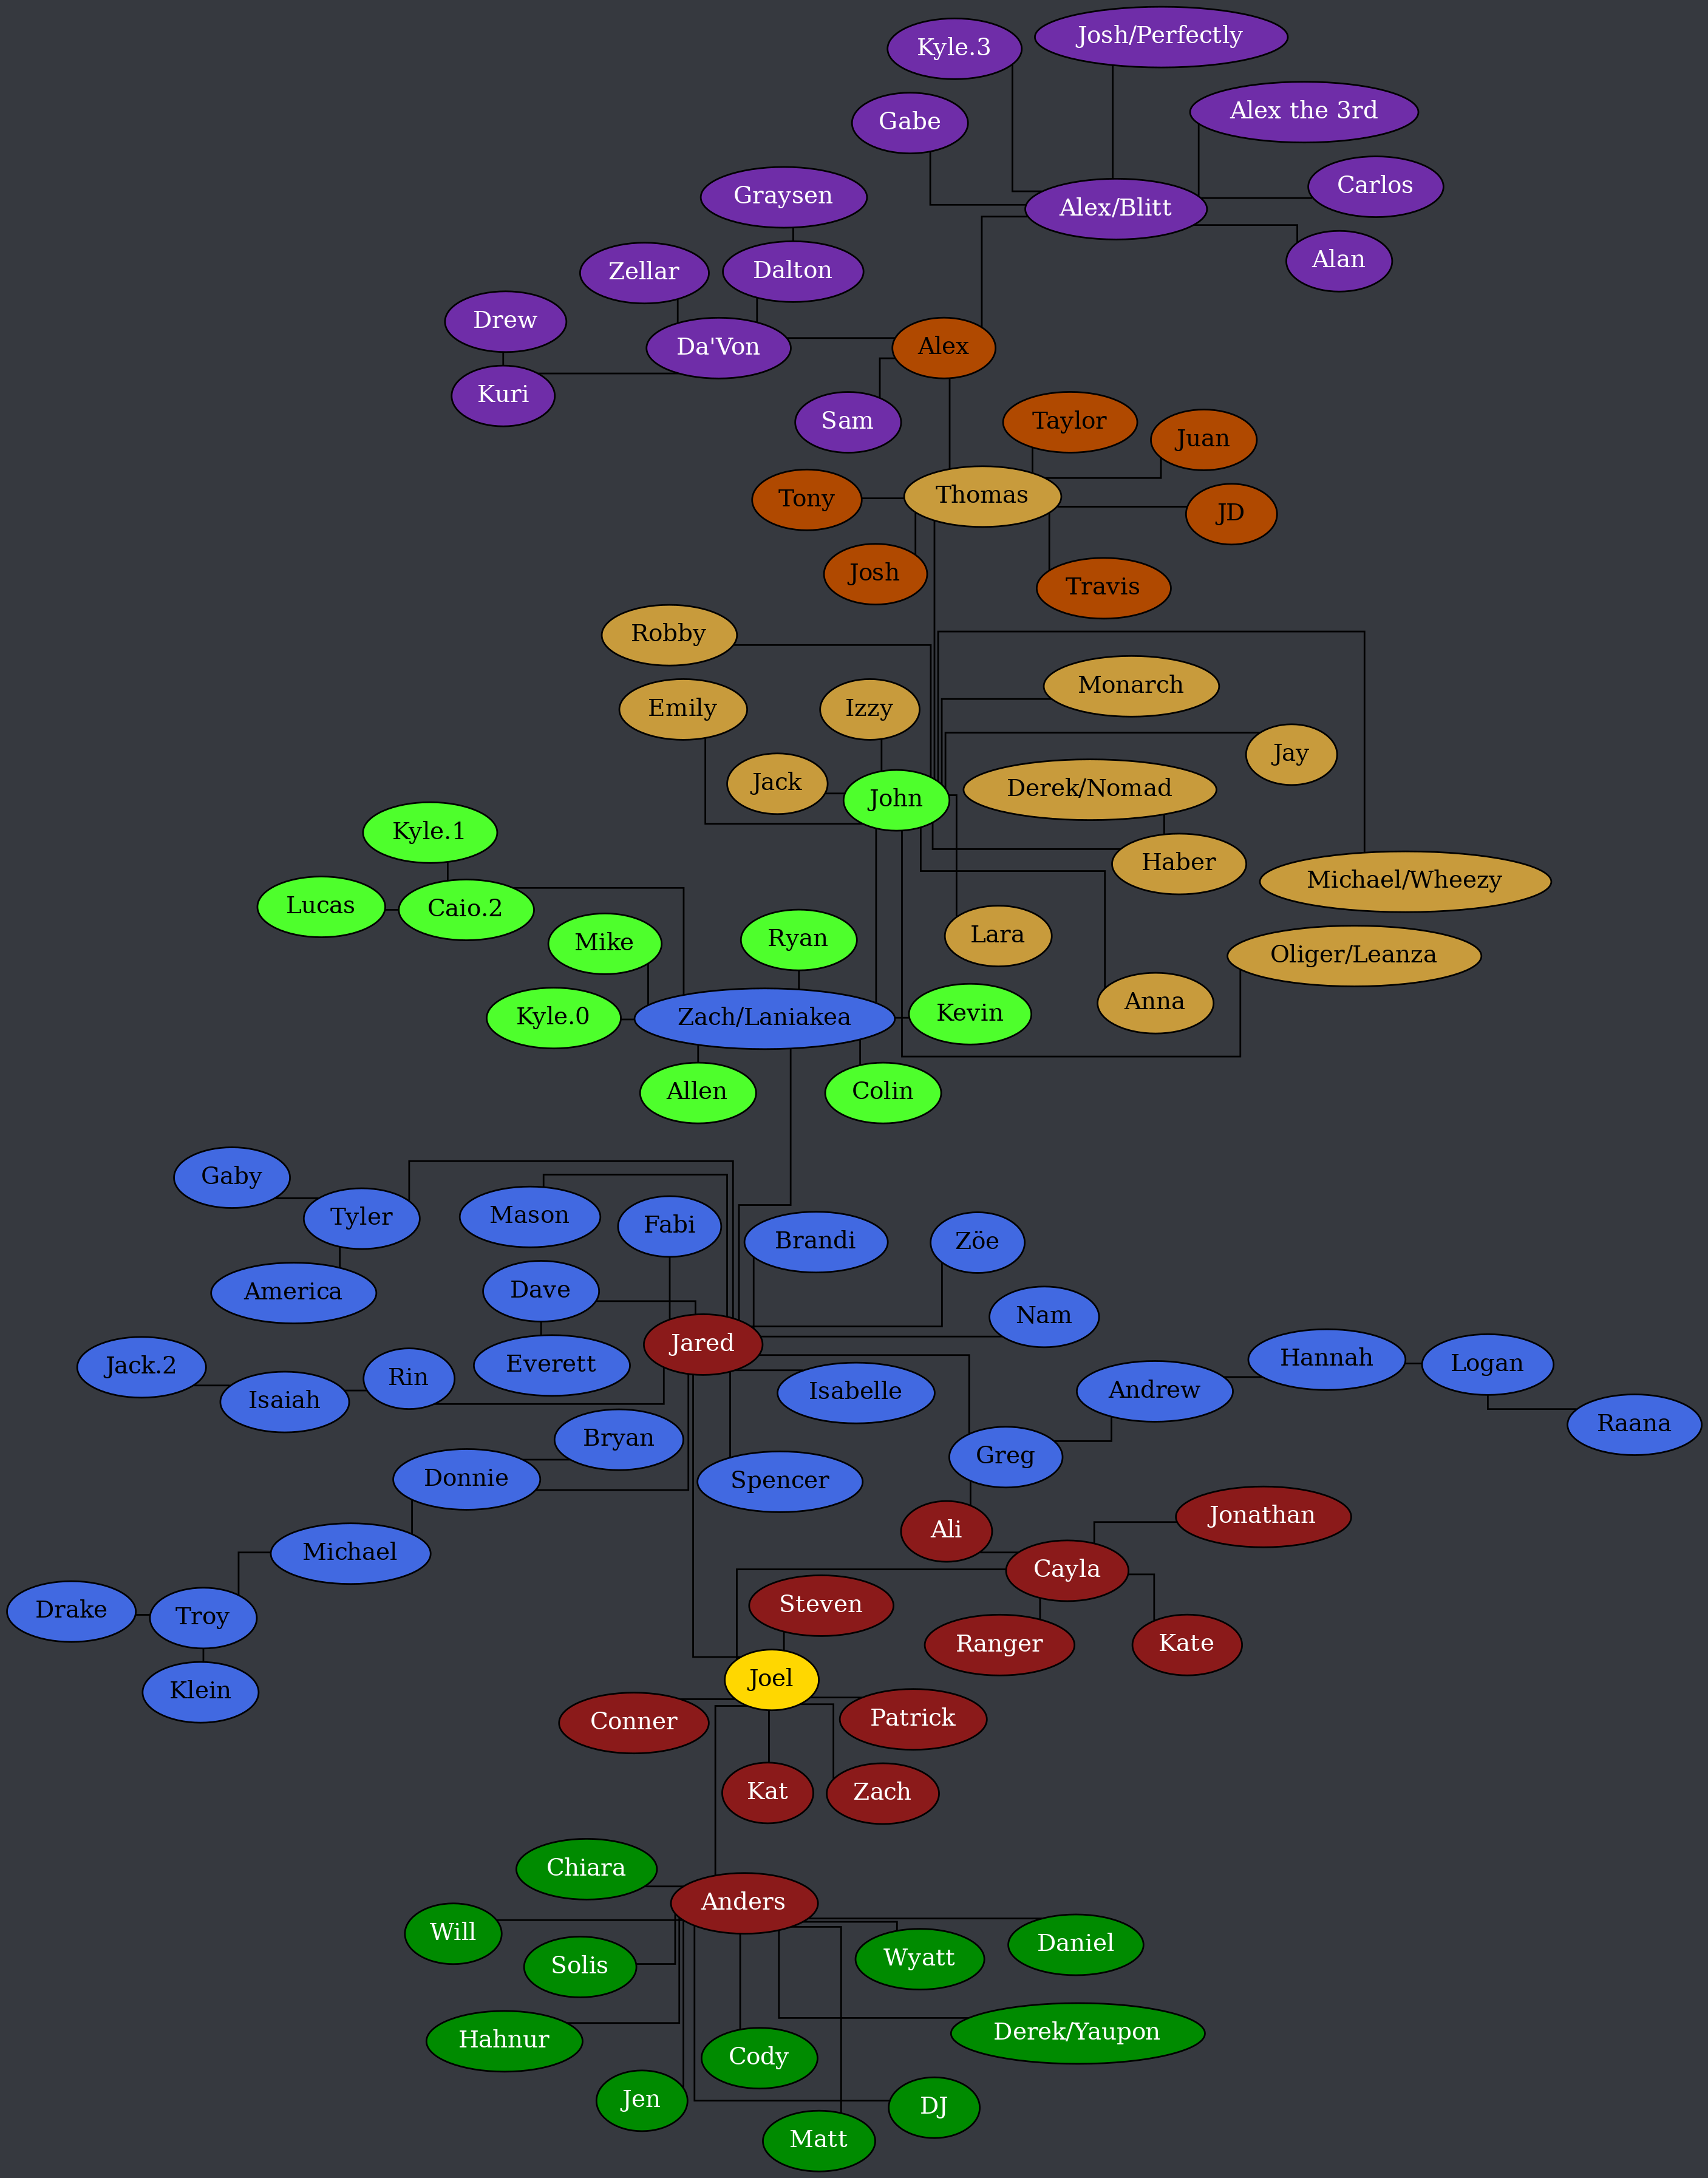 Josh/Perfectly
Kyle.3
Alex the 3rd
Gabe
Carlos
Graysen
Alex/Blitt
Alan
Zellar
Dalton
Drew
Da'Von
Alex
Kuri
Sam
Taylor
Juan
Tony
Thomas
JD
Josh
Travis
Robby
Monarch
Emily
Izzy
Jay
Jack
Derek/Nomad
John
Kyle.1
Haber
Michael/Wheezy
Lucas
Caio.2
Mike
Ryan
Lara
Oliger/Leanza
Anna
Kyle.0
Zach/Laniakea
Kevin
Allen
Colin
Gaby
Tyler
Mason
Fabi
Brandi
Zöe
America
Dave
Nam
Jared
Hannah
Logan
Jack.2
Rin
Everett
Isaiah
Isabelle
Andrew
Raana
Bryan
Greg
Donnie
Spencer
Jonathan
Ali
Michael
Cayla
Steven
Drake
Troy
Ranger
Kate
Joel
Klein
Conner
Patrick
Kat
Zach
Chiara
Anders
Will
Daniel
Solis
Wyatt
Derek/Yaupon
Hahnur
Cody
Jen
DJ
Matt